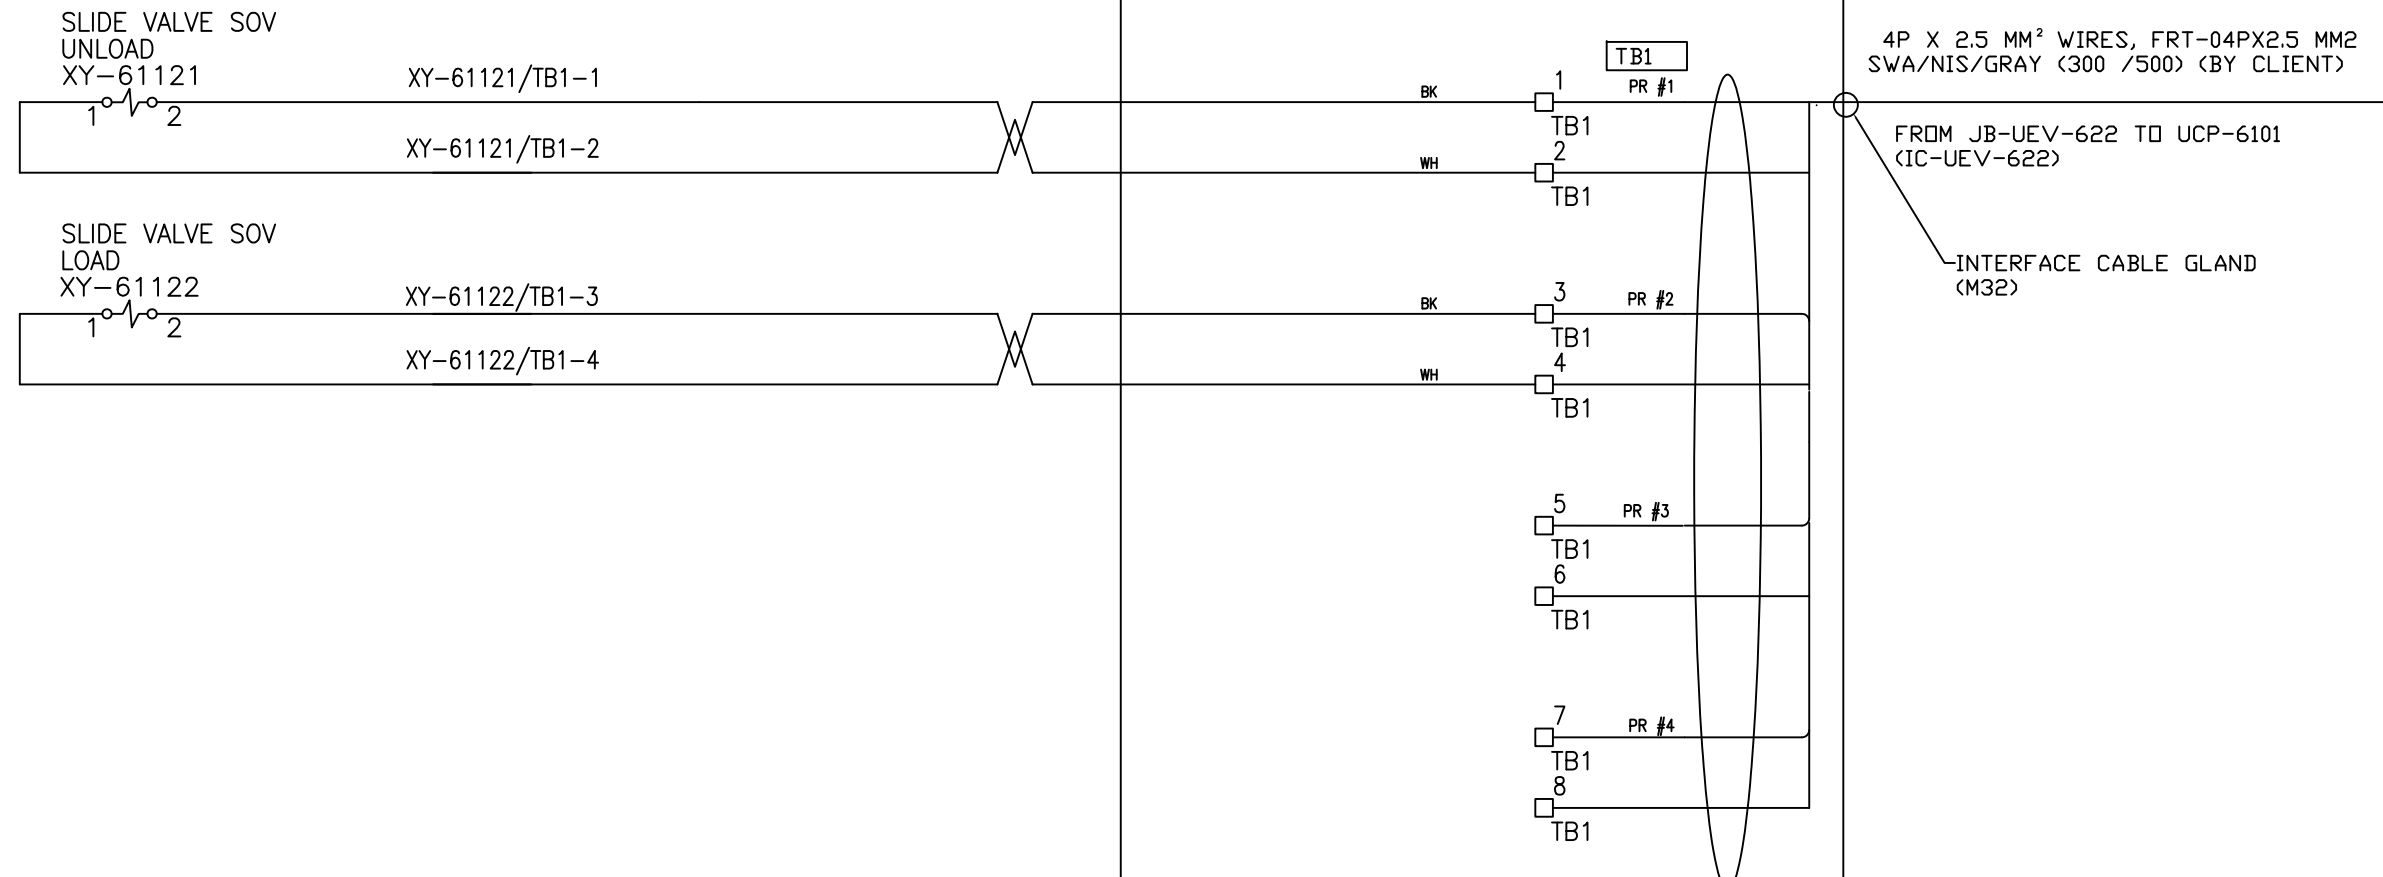 SLIDE VALVE SOV
UNLOAD
XY-61121
1
2
XY-61121/TB1-1
XY-61121/TB1-2
SLIDE VALVE SOV
LOAD
XY-61122
1
2
XY-61122/TB1-3
XY-61122/TB1-4
TB1
BK
1
PR #1
TB1
WH
2
TB1
BK
3
PR #2
TB1
WH
4
TB1
5
PR #3
TB1
6
TB1
7
PR #4
TB1
8
TB1
4P X 2.5 MM² WIRES, FRT-04PX2.5 MM2
SWA/NIS/GRAY (300 /500) (BY CLIENT)
FROM JB-UEV-622 TO UCP-6101
(IC-UEV-622)
INTERFACE CABLE GLAND
(M32)